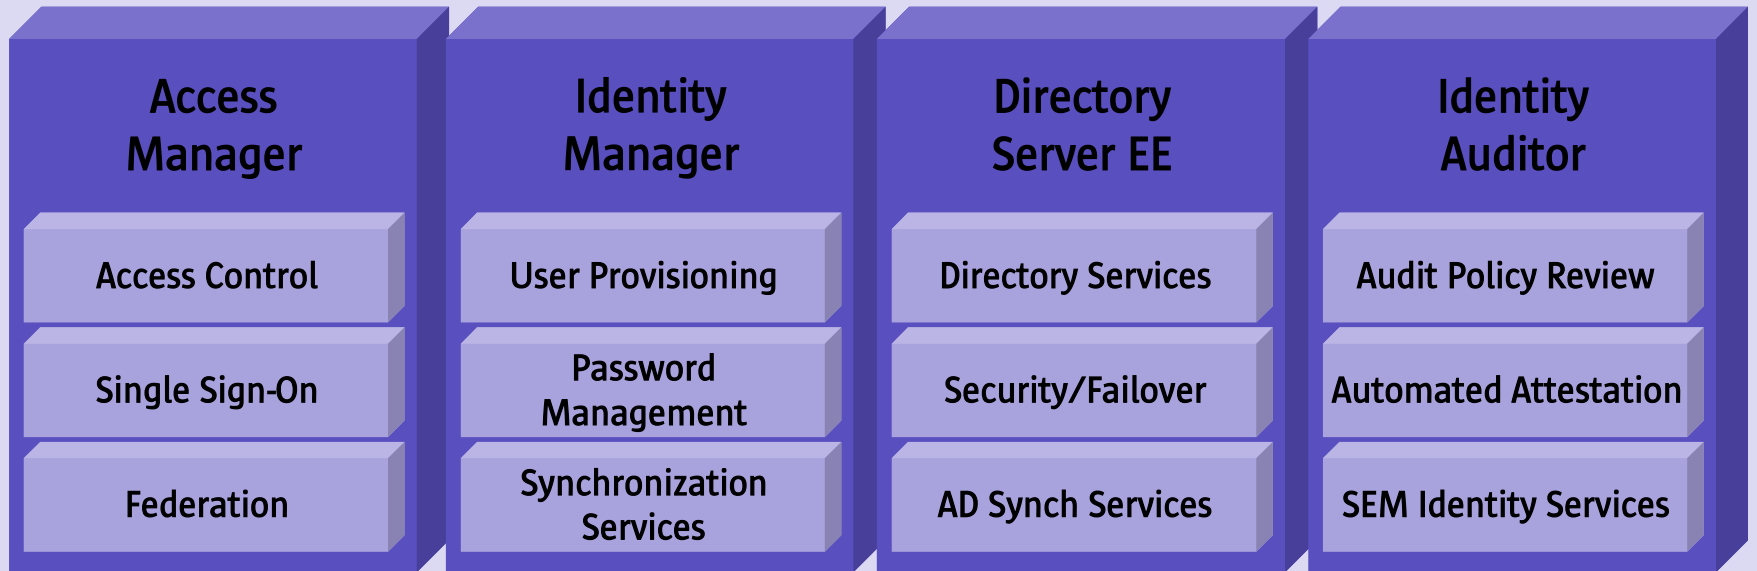 Access
Manager
Access Control
Single Sign-On
Federation
Identity
Manager
User Provisioning
Password
Management
Synchronization
Services
Directory
Server EE
Directory Services
Security/Failover
AD Synch Services
Identity
Auditor
Audit Policy Review
Automated Attestation
SEM Identity Services